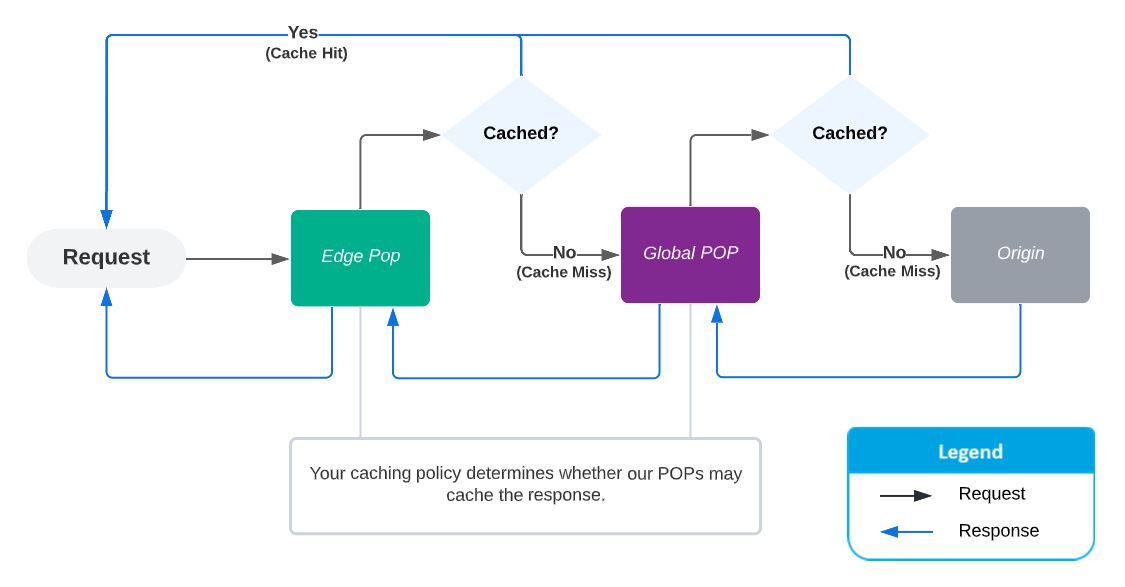 Yes
(Cache Hit)
Cached?
Cached?
Request
Edge Pop
No
(Cache Miss)
Global POP
No
(Cache Miss)
Origin
Your caching policy determines whether our POPs may
cache the response.
Legend
Request
Response